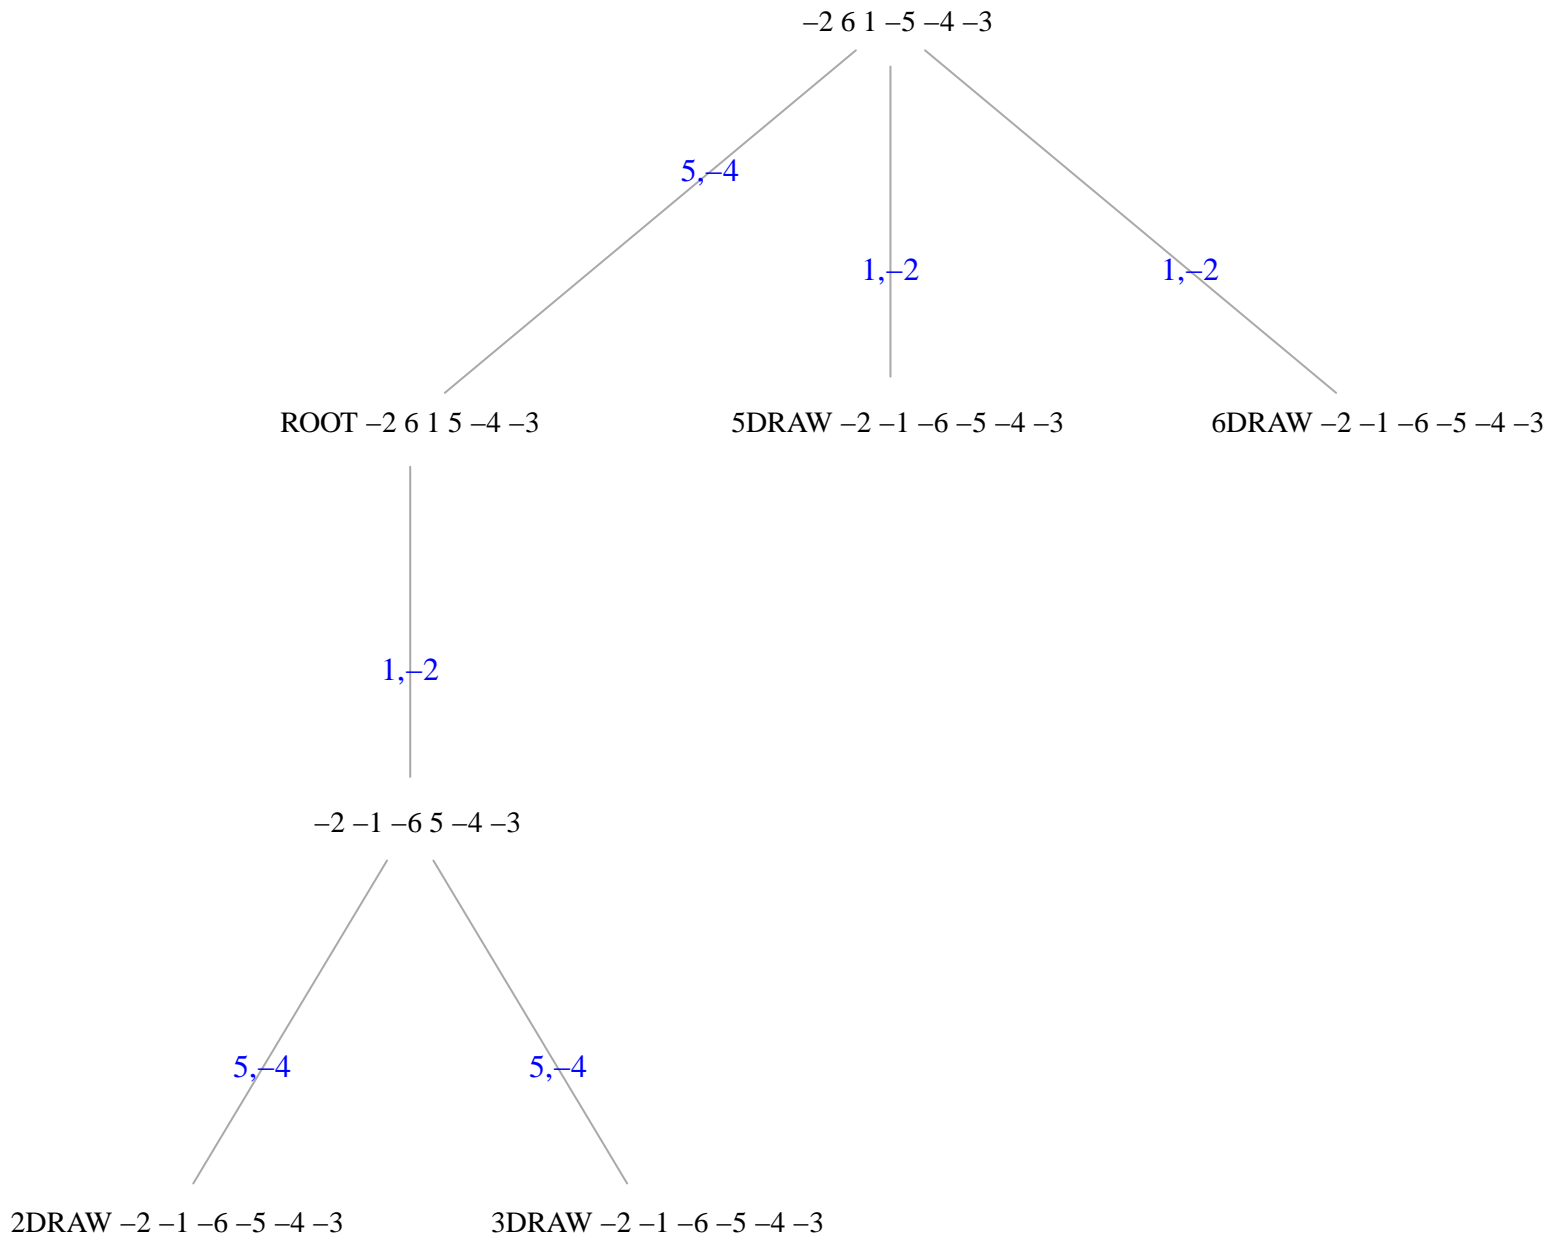 –2 6 1 –5 –4 –3
5,–4
1,–2
1,–2
ROOT –2 6 1 5 –4 –3
5DRAW –2 –1 –6 –5 –4 –3
6DRAW –2 –1 –6 –5 –4 –3
1,–2
–2 –1 –6 5 –4 –3
5,–4
5,–4
2DRAW –2 –1 –6 –5 –4 –3
3DRAW –2 –1 –6 –5 –4 –3